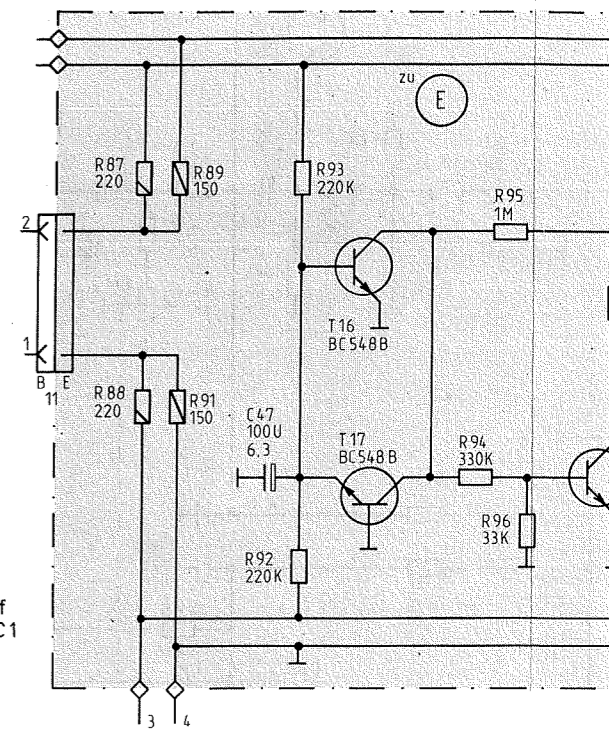 zu
E
R87
220
R89
150
R93
220K
R95
1M
2
T16
BC548B
1
B E
11
R88
220
R91
150
C47
100U
6.3
T17
BC548B
R94
330K
R96
33K
R92
220K
f
C1
3
4